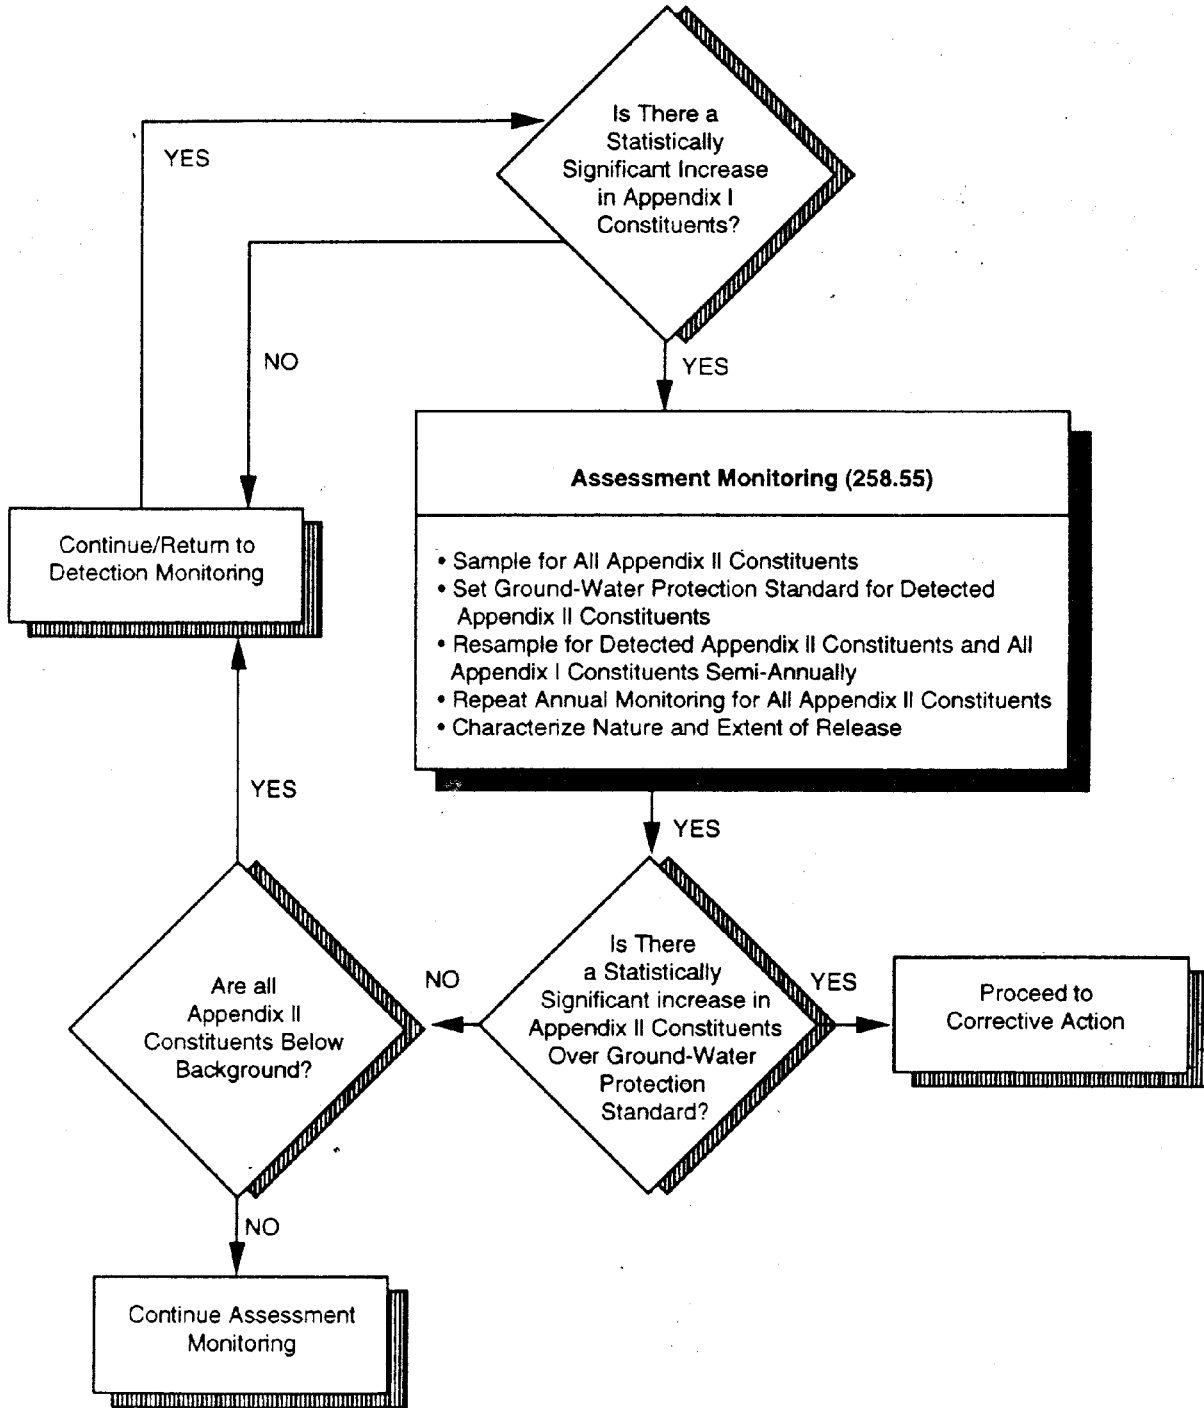 Is There a
Statistically
Significant Increase
in Appendix I
Constituents?
YES
NO
YES
Assessment Monitoring (258.55)
• Sample for All Appendix II Constituents
• Set Ground-Water Protection Standard for Detected
Appendix II Constituents
• Resample for Detected Appendix II Constituents and All
Appendix I Constituents Semi-Annually
• Repeat Annual Monitoring for All Appendix II Constituents
• Characterize Nature and Extent of Release
Continue/Return to
Detection Monitoring
YES
YES
Is There
a Statistically
Significant increase in
Appendix II Constituents
Over Ground-Water
Protection
Standard?
NO
YES
Are all
Appendix II
Constituents Below
Background?
Proceed to
Corrective Action
NO
Continue Assessment
Monitoring